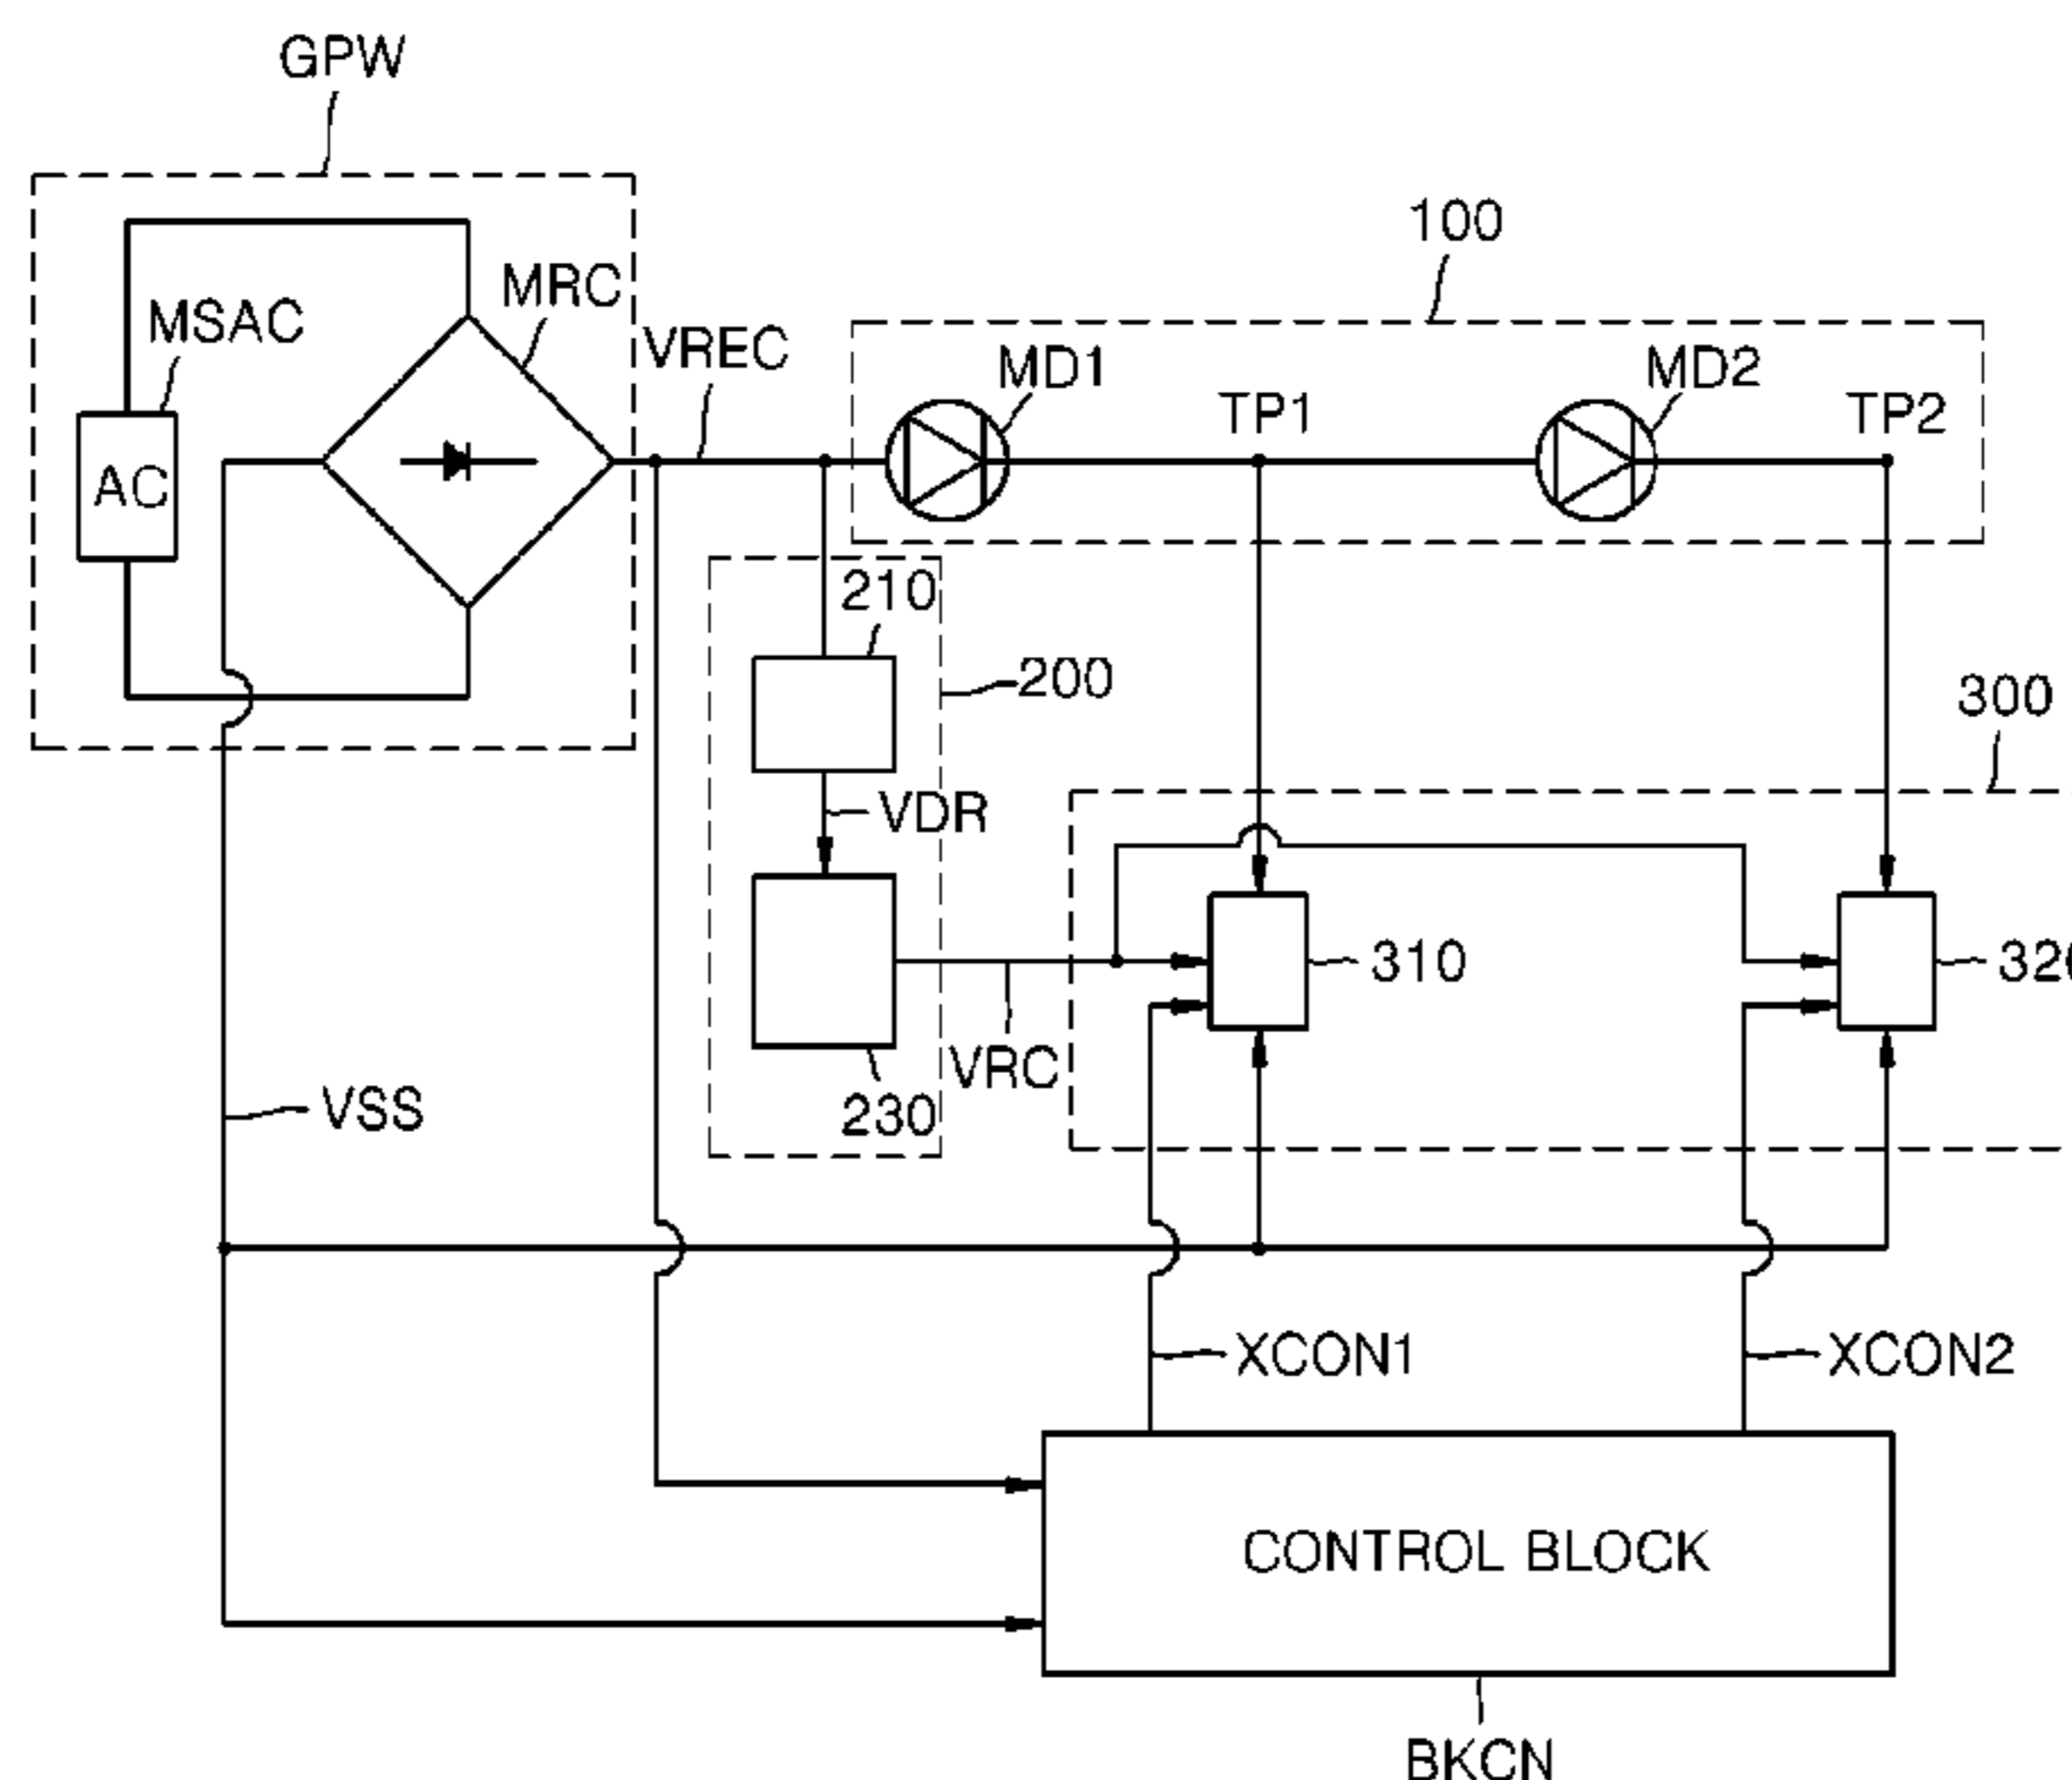 GPW
100
MSAC
MRC
VREC
MD1
TP1
MD2
TP2
AC
210
200
300
VDR
310
VRC
230
VSS
XCON1
XCON2
CONTROL BLOCK
BKCN